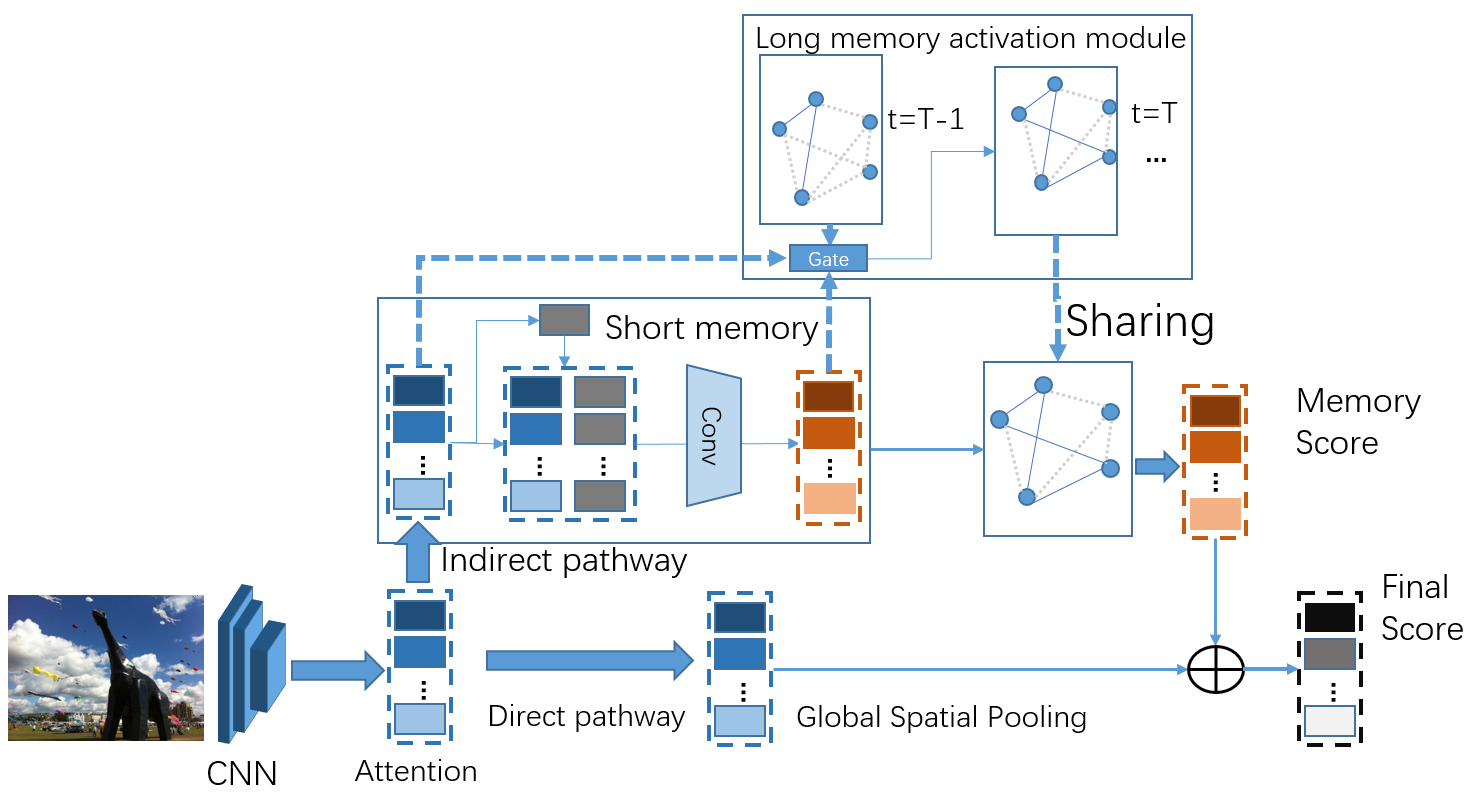 Long memory activation module
t=T-1
t=T
...
Gate
Sharing
Short memory
Conv
Memory
Score
Indirect pathway
Final
Score
Direct pathway
Global Spatial Pooling
CNN
Attention